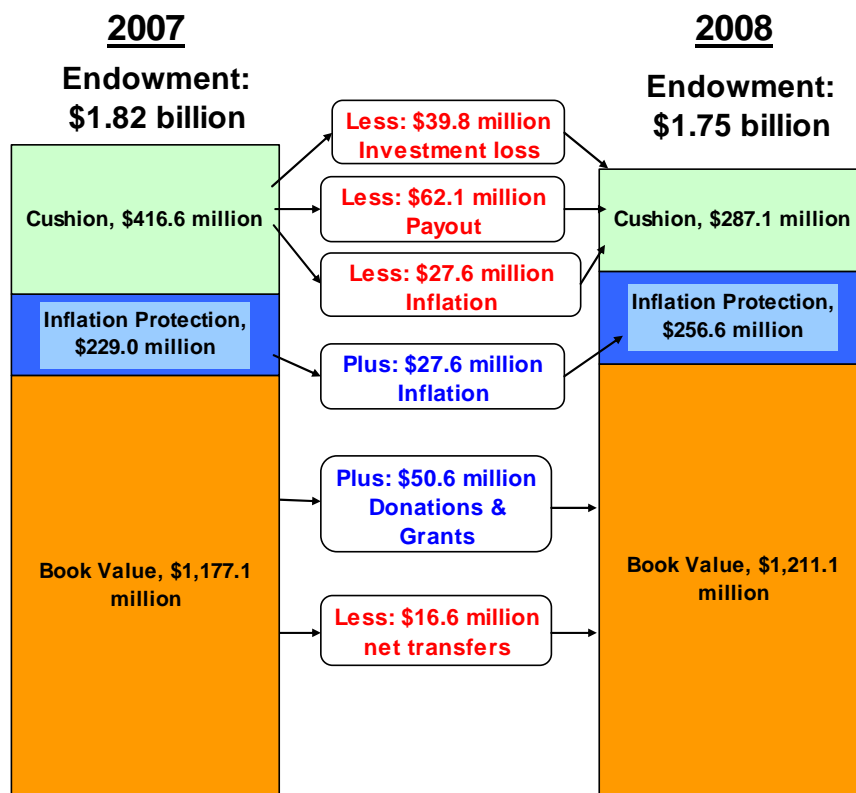 2007
Endowment:
$1.82 billion
Cushion, $416.6 million
Inflation Protection,
$229.0 million
Book Value, $1,177.1
million
Less: $39.8 million
Investment loss
Less: $62.1 million
Payout
Less: $27.6 million
Inflation
Plus: $27.6 million
Inflation
Plus: $50.6 million
Donations &
Grants
Less: $16.6 million
net transfers
2008
Endowment:
$1.75 billion
Cushion, $287.1 million
Inflation Protection,
$256.6 million
Book Value, $1,211.1
million